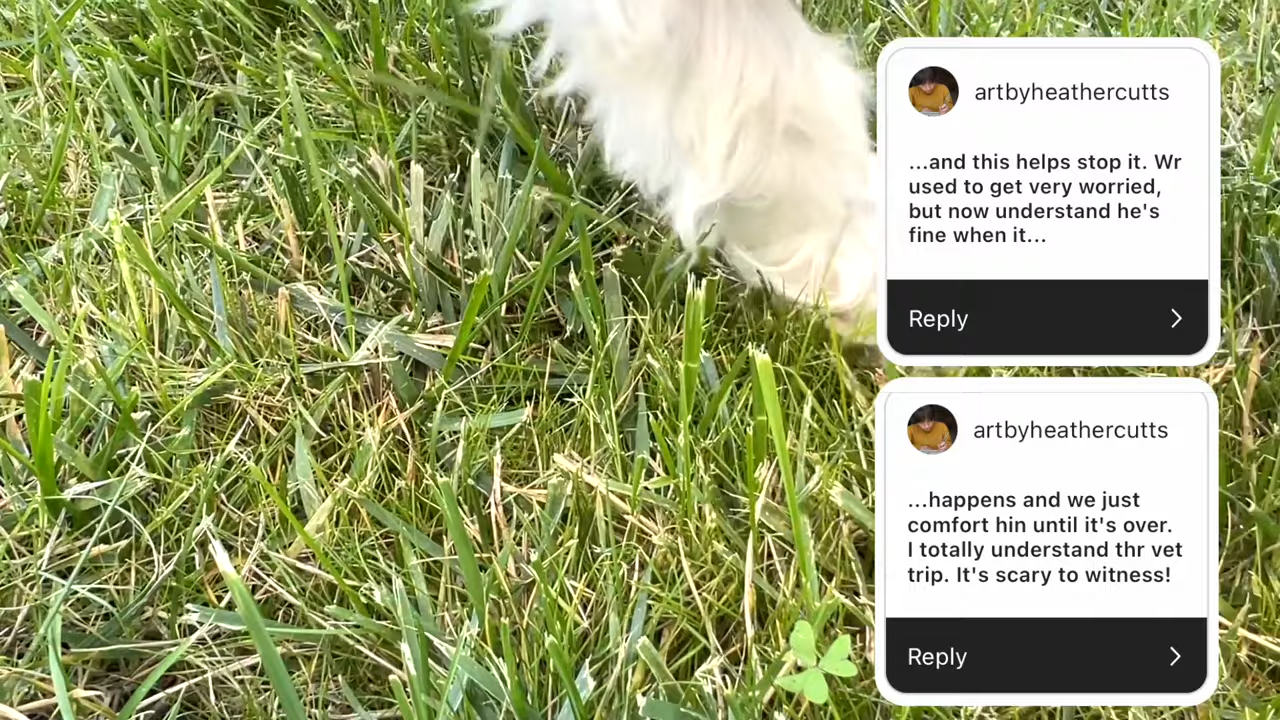 artbyheathercutts
...and this helps stop it. Wr
used to get very worried,
but now understand he's
fine when it...
Reply
artbyheathercutts
...happens and we just
comfort hin until it's over.
I totally understand thr vet
trip. It's scary to witness!
Reply